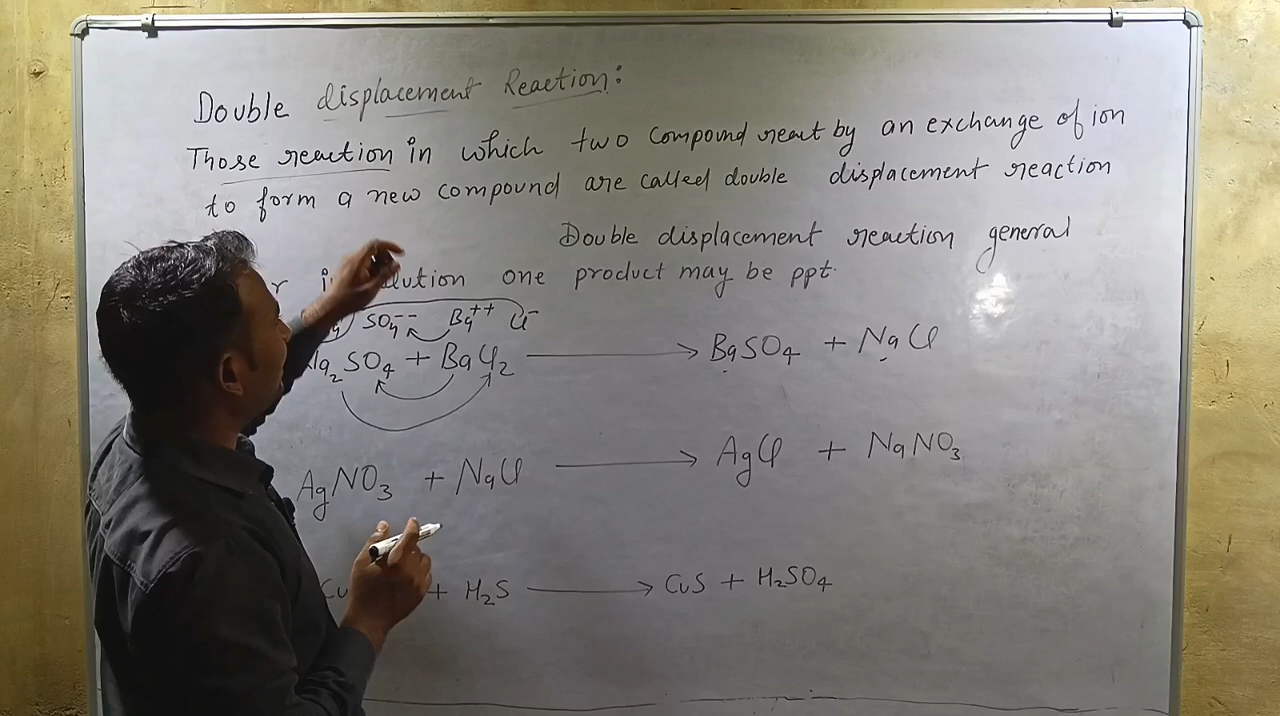 Double displacement Reaction:
Those reaction in which two compound react by an exchange of ion
to form a new compound are called double displacement reaction
Double displacement reaction general
one product may be ppt.
SO₄⁻⁻ Ba⁺⁺ Cl⁻
Na₂SO₄ + BaCl₂ ⟶ BaSO₄ + NaCl
AgNO₃ + NaCl ⟶ AgCl + NaNO₃
Cu + H₂S ⟶ CuS + H₂SO₄